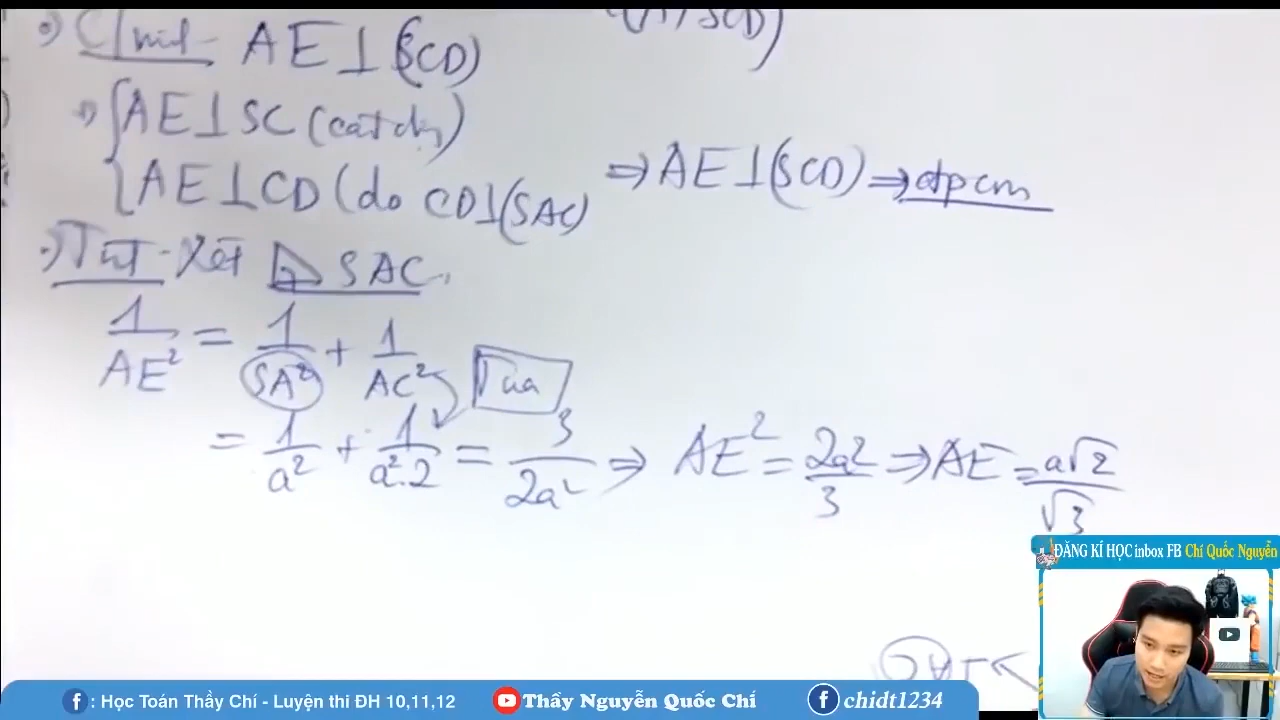 (A, SCD)
•) Cmt AE ⊥ (SCD)
=> { AE ⊥ SC (cách dựng)
AE ⊥ CD (do CD ⊥ (SAC)
=> AE ⊥ (SCD) => đpcm
•) Tính - Xét SAC.
1/AE² = 1/SA² + 1/AC²
= 1/a² + 1/a².2 = 3/2a² => AE² = 2a²/3 => AE = a√2/√3
ĐĂNG KÍ HỌC inbox FB Chí Quốc Nguyễn
: Học Toán Thầy Chí - Luyện thi ĐH 10,11,12
Thầy Nguyễn Quốc Chí
chidt1234